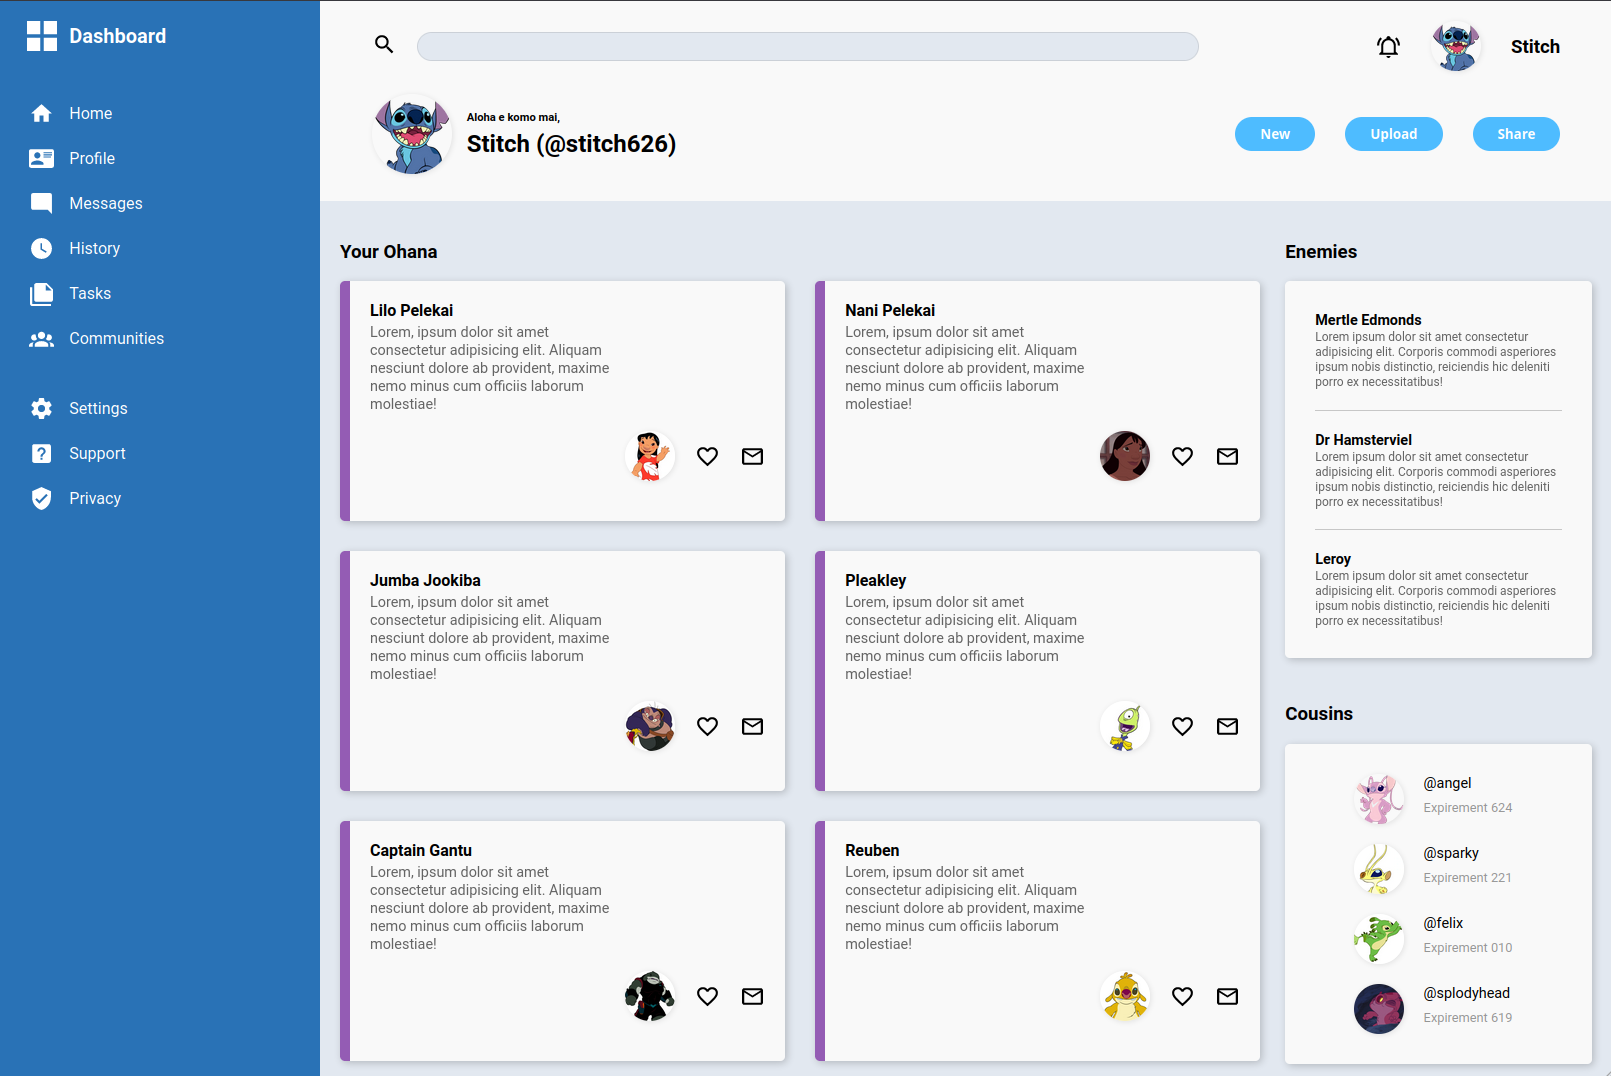 Dashboard
Home
Profile
Messages
History
Tasks
Communities
Settings
Support
Privacy
Stitch
Aloha e komo mai,
Stitch (@stitch626)
New
Upload
Share
Your Ohana
Lilo Pelekai
Lorem, ipsum dolor sit amet
consectetur adipisicing elit. Aliquam
nesciunt dolore ab provident, maxime
nemo minus cum officiis laborum
molestiae!
Nani Pelekai
Lorem, ipsum dolor sit amet
consectetur adipisicing elit. Aliquam
nesciunt dolore ab provident, maxime
nemo minus cum officiis laborum
molestiae!
Jumba Jookiba
Lorem, ipsum dolor sit amet
consectetur adipisicing elit. Aliquam
nesciunt dolore ab provident, maxime
nemo minus cum officiis laborum
molestiae!
Pleakley
Lorem, ipsum dolor sit amet
consectetur adipisicing elit. Aliquam
nesciunt dolore ab provident, maxime
nemo minus cum officiis laborum
molestiae!
Captain Gantu
Lorem, ipsum dolor sit amet
consectetur adipisicing elit. Aliquam
nesciunt dolore ab provident, maxime
nemo minus cum officiis laborum
molestiae!
Reuben
Lorem, ipsum dolor sit amet
consectetur adipisicing elit. Aliquam
nesciunt dolore ab provident, maxime
nemo minus cum officiis laborum
molestiae!
Enemies
Mertle Edmonds
Lorem ipsum dolor sit amet consectetur
adipisicing elit. Corporis commodi asperiores
ipsum nobis distinctio, reiciendis hic deleniti
porro ex necessitatibus!
Dr Hamsterviel
Lorem ipsum dolor sit amet consectetur
adipisicing elit. Corporis commodi asperiores
ipsum nobis distinctio, reiciendis hic deleniti
porro ex necessitatibus!
Leroy
Lorem ipsum dolor sit amet consectetur
adipisicing elit. Corporis commodi asperiores
ipsum nobis distinctio, reiciendis hic deleniti
porro ex necessitatibus!
Cousins
@angel
Expirement 624
@sparky
Expirement 221
@felix
Expirement 010
@splodyhead
Expirement 619